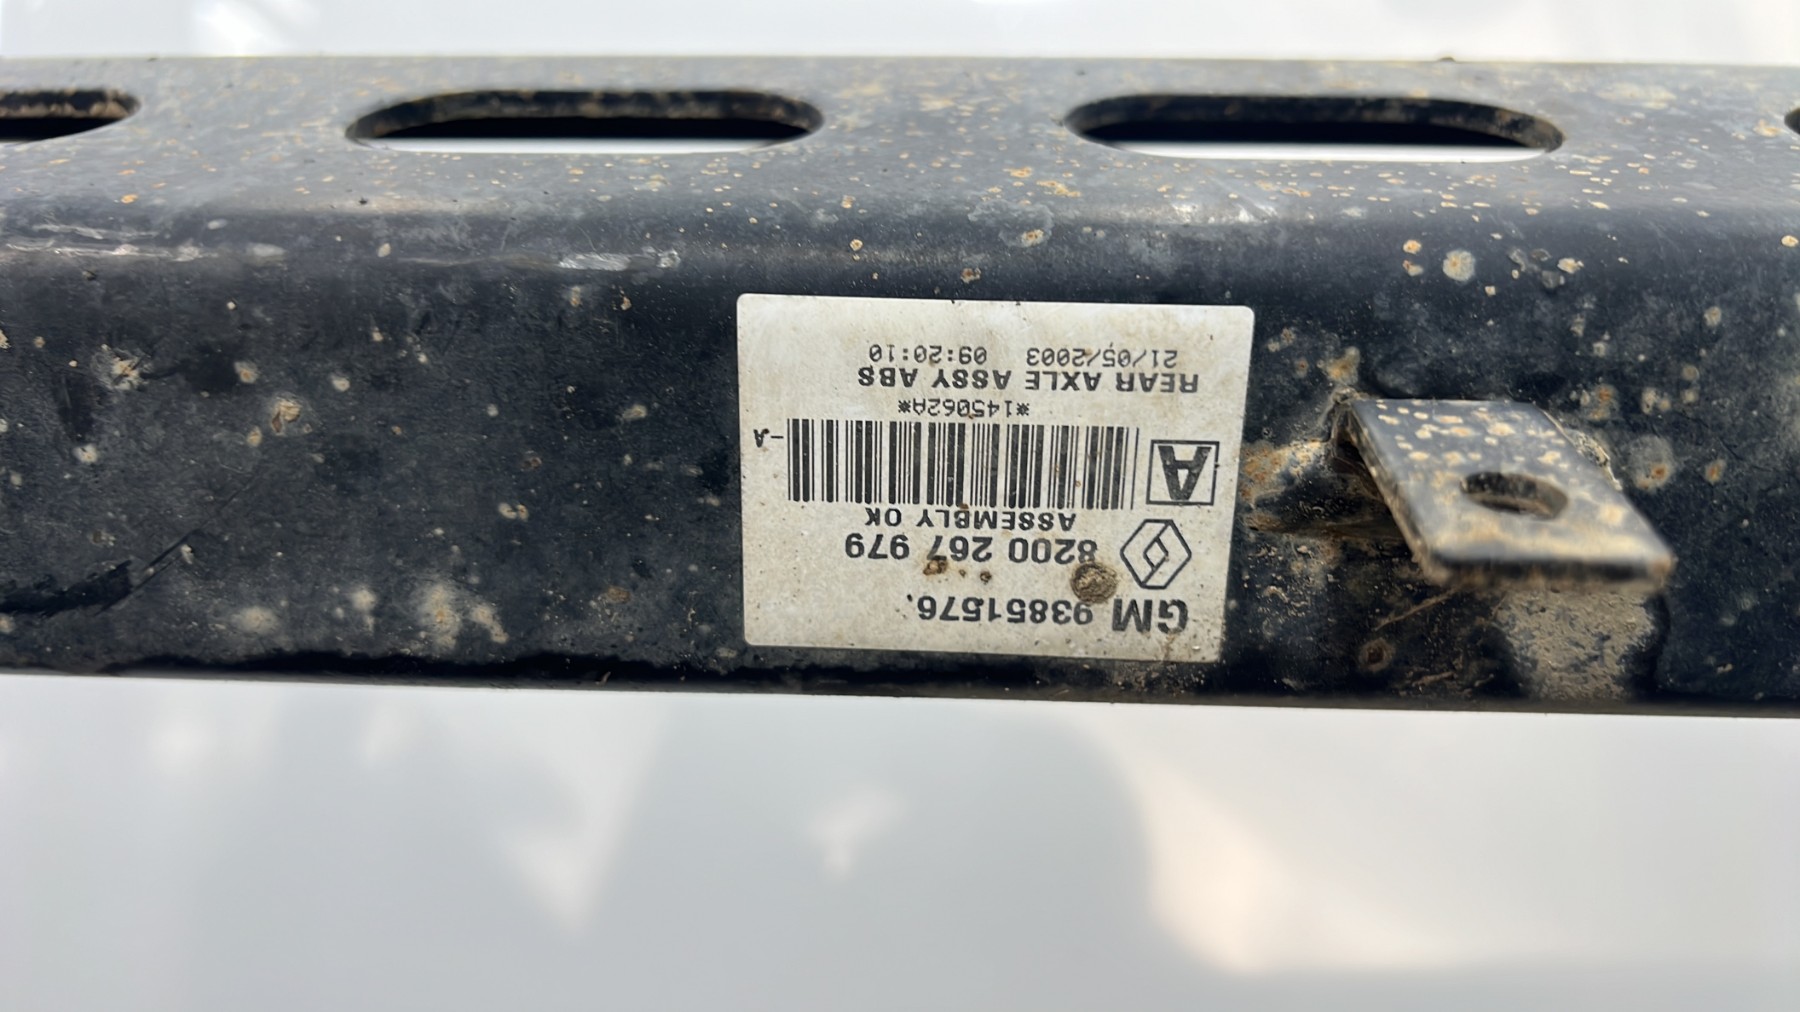 GM 93851576.
8200 267 979
ASSEMBLY OK
A
-A
*145062A*
REAR AXLE ASSY ABS
21/05/2003 09:20:10